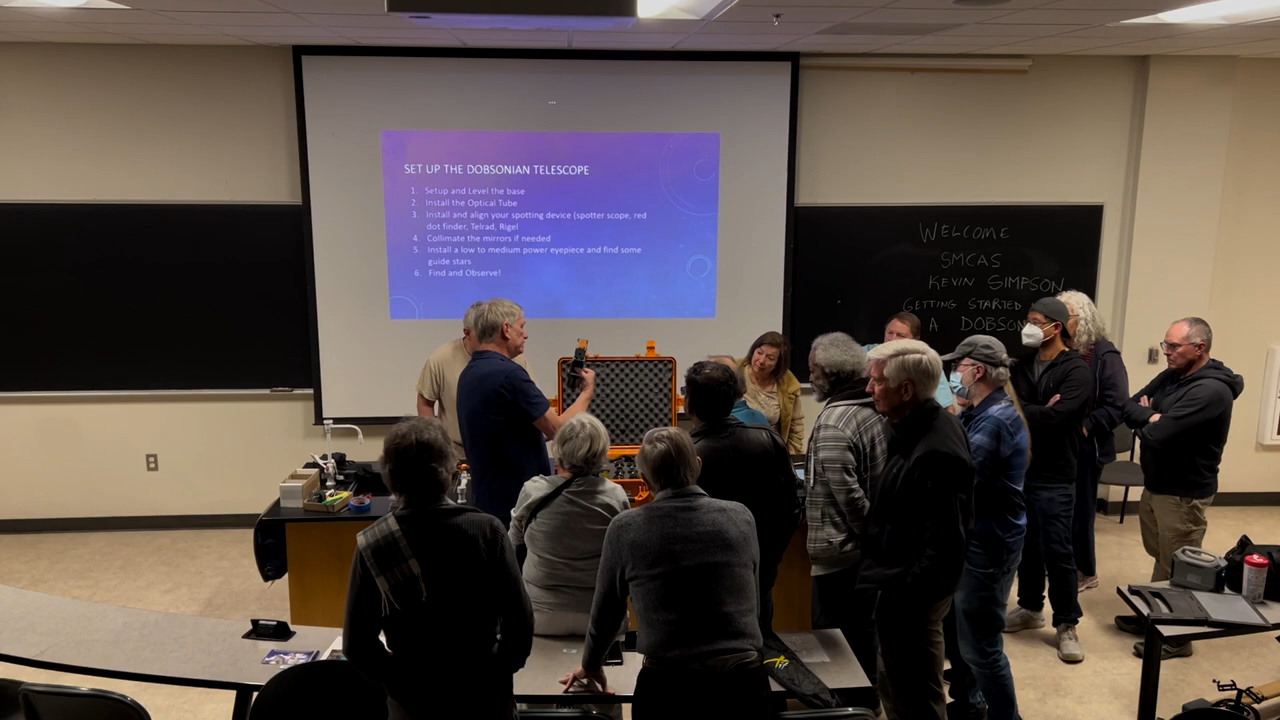 ...
SET UP THE DOBSONIAN TELESCOPE
1. Setup and Level the base
2. Install the Optical Tube
3. Install and align your spotting device (spotter scope, red
dot finder, Telrad, Rigel
4. Collimate the mirrors if needed
5. Install a low to medium power eyepiece and find some
guide stars
6. Find and Observe!
WELCOME
SMCAS
KEVIN SIMPSON
GETTING STARTED
A DOBSON